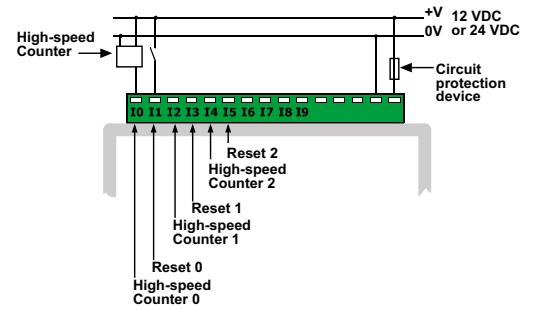 +V 12 VDC
0V or 24 VDC
High-speed
Counter
Circuit
protection
device
I0 I1 I2 I3 I4 I5 I6 I7 I8 I9
Reset 2
High-speed
Counter 2
Reset 1
High-speed
Counter 1
Reset 0
High-speed
Counter 0